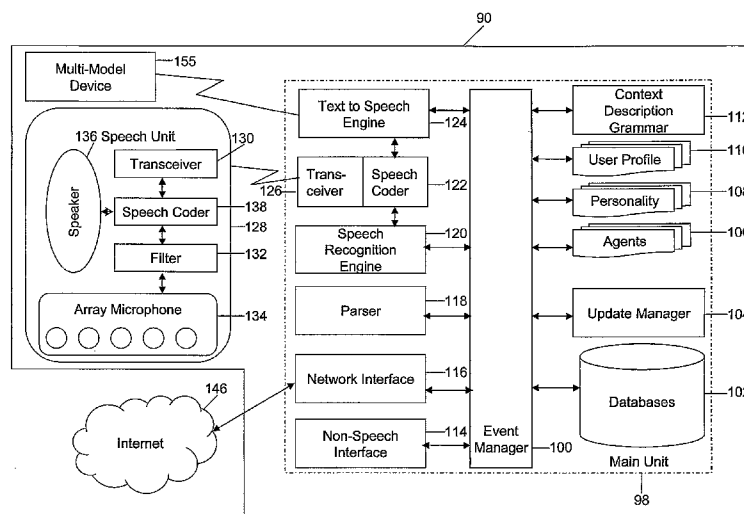 90
Multi-Model
Device
155
136 Speech Unit
Speaker
Transceiver
130
Speech Coder
138
128
Filter
132
Array Microphone
134
146
Internet
Text to Speech
Engine
124
Trans-
ceiver
126
Speech
Coder
122
Speech
Recognition
Engine
120
Parser
118
Network Interface
116
Non-Speech
Interface
114
Event
Manager
100
Context
Description
Grammar
112
User Profile
110
Personality
108
Agents
106
Update Manager
104
Databases
102
Main Unit
98